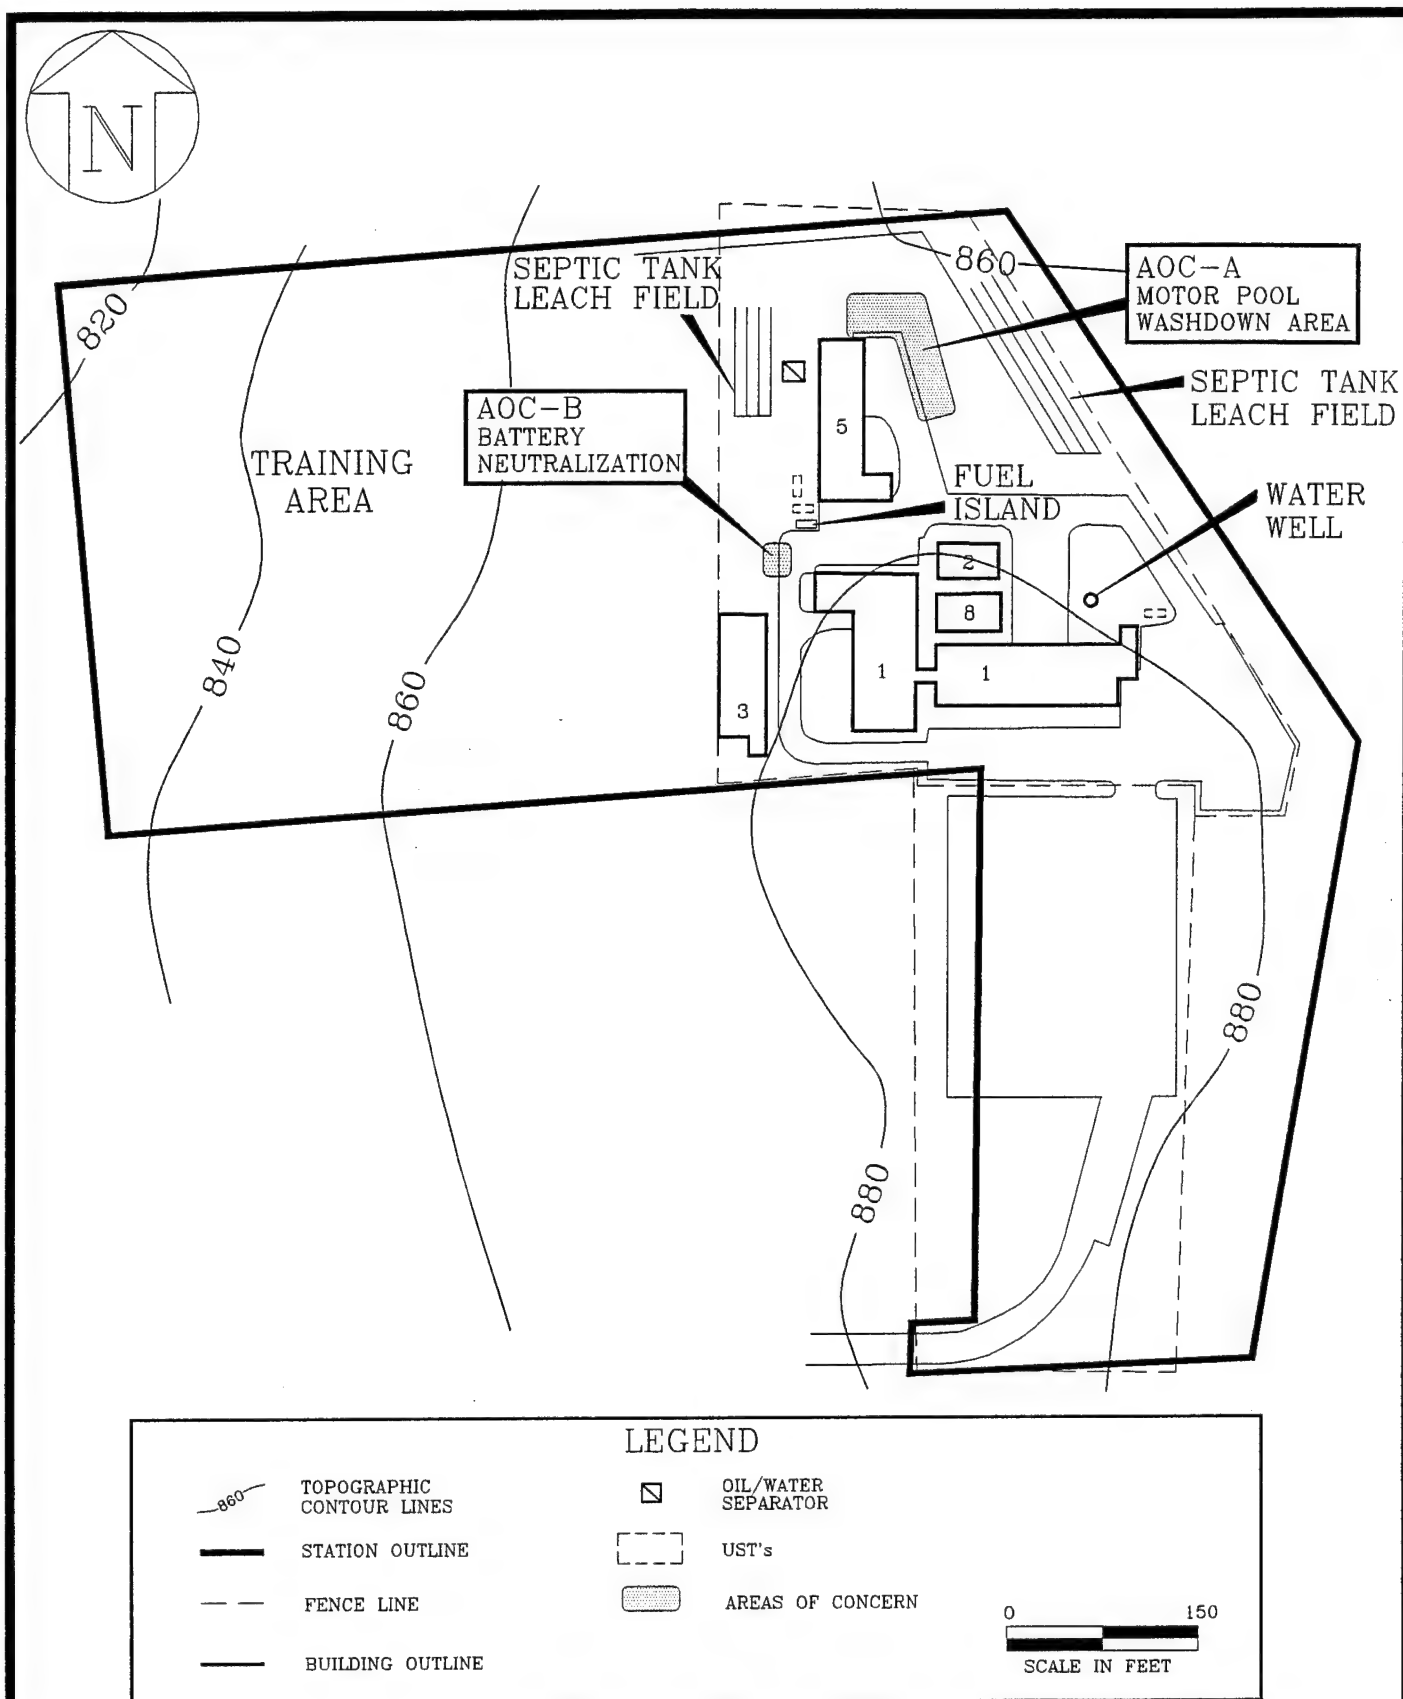 N
820
SEPTIC TANK
LEACH FIELD
860
AOC-A
MOTOR POOL
WASHDOWN AREA
SEPTIC TANK
LEACH FIELD
AOC-B
BATTERY
NEUTRALIZATION
5
TRAINING
AREA
FUEL
ISLAND
WATER
WELL
2
8
840
860
1
1
3
880
880
LEGEND
860
TOPOGRAPHIC
CONTOUR LINES
OIL/WATER
SEPARATOR
STATION OUTLINE
UST's
FENCE LINE
AREAS OF CONCERN
BUILDING OUTLINE
0 150
SCALE IN FEET